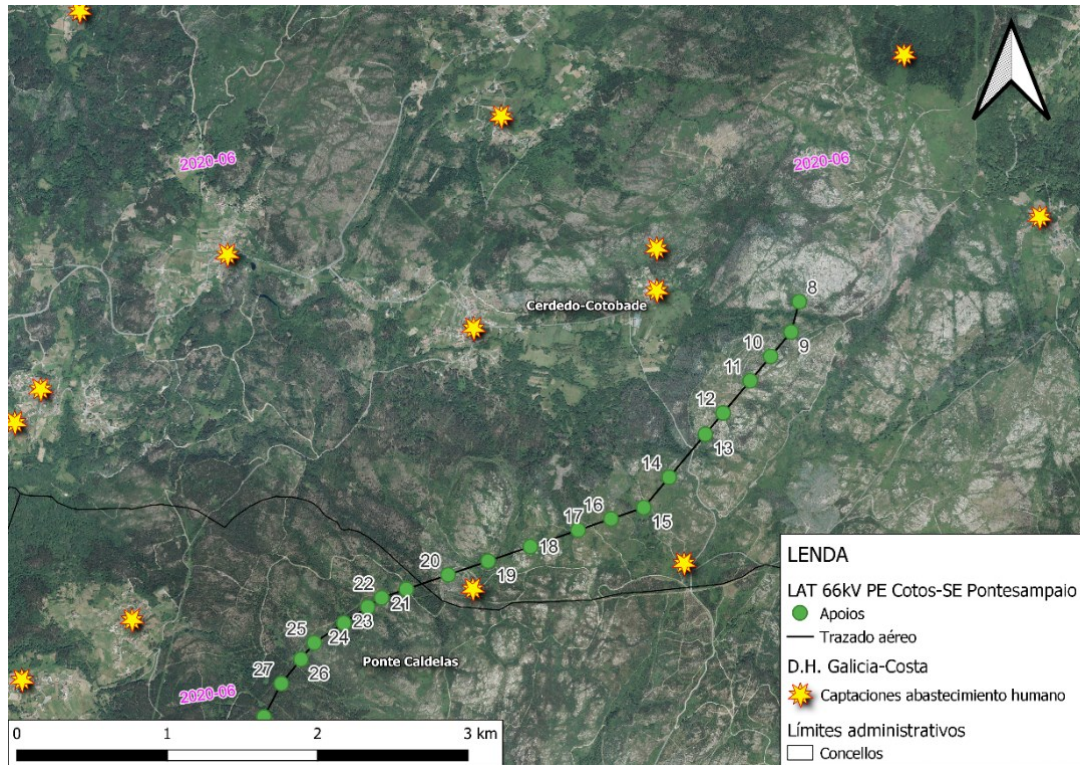 2020-06
2020-06
8
Cerdedo-Cotobade
9
10
11
12
13
14
15
16
17
18
19
20
21
22
23
24
25
26
27
Ponte Caldelas
2020-06
0 1 2 3 km
LENDA
LAT 66kV PE Cotos-SE Pontesampaio
Apoios
Trazado aéreo
D.H. Galicia-Costa
Captaciones abastecimiento humano
Límites administrativos
Concellos